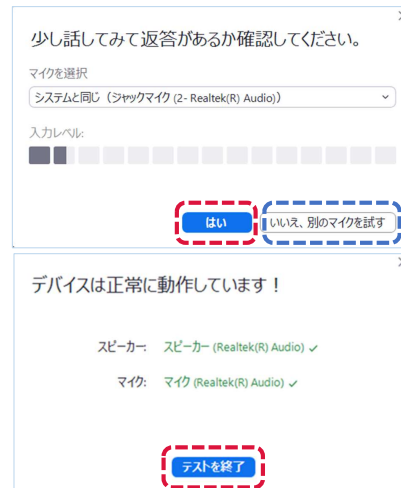 少し話してみて返答があるか確認してください。
マイクを選択
システムと同じ（ジャックマイク (2- Realtek(R) Audio)）
入力レベル:
はい
いいえ、別のマイクを試す
デバイスは正常に動作しています！
スピーカー: スピーカー (Realtek(R) Audio) ✓
マイク: マイク (Realtek(R) Audio) ✓
テストを終了